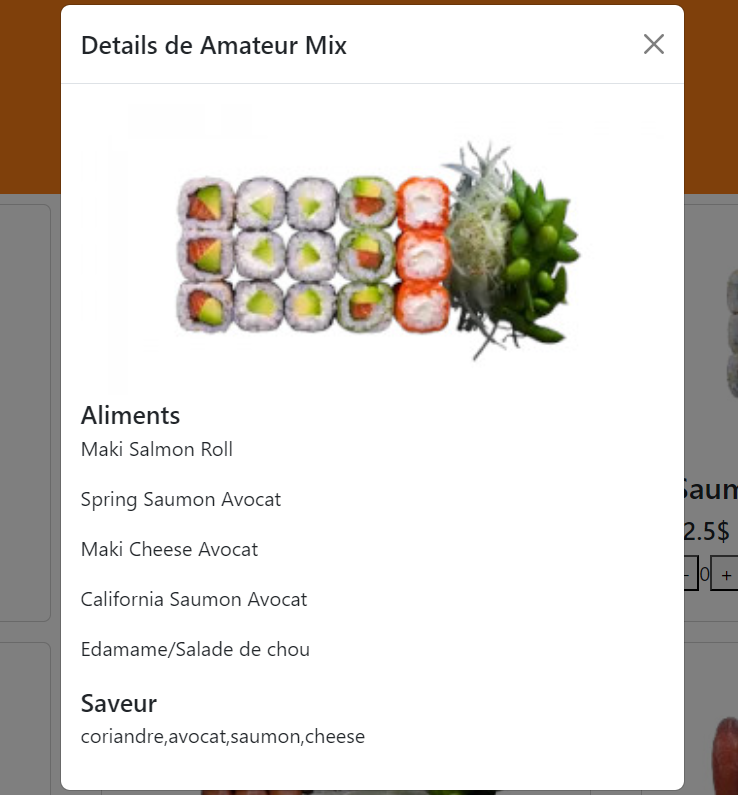 Details de Amateur Mix
Aliments
Maki Salmon Roll
Spring Saumon Avocat
Maki Cheese Avocat
California Saumon Avocat
Edamame/Salade de chou
Saveur
coriandre,avocat,saumon,cheese
2.5$
- 0 +